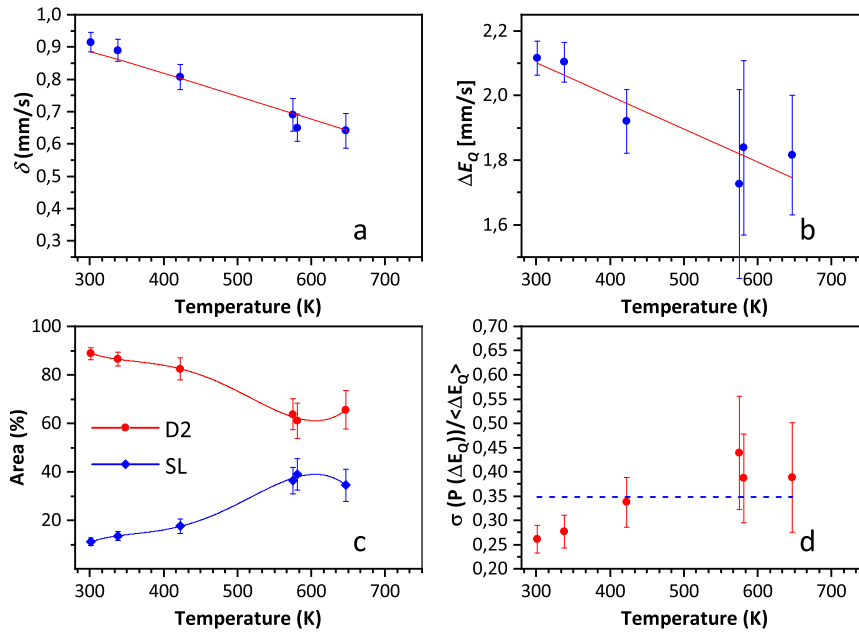 1,0
0,9
0,8
0,7
0,6
0,5
0,4
0,3
δ (mm/s)
300 400 500 600 700
Temperature (K)
a
2,2
2,0
1,8
1,6
ΔE_Q [mm/s]
300 400 500 600 700
Temperature (K)
b
100
80
60
40
20
Area (%)
D2
SL
300 400 500 600 700
Temperature (K)
c
0,70
0,65
0,60
0,55
0,50
0,45
0,40
0,35
0,30
0,25
0,20
σ (P (ΔE_Q))/<ΔE_Q>
300 400 500 600 700
Temperature (K)
d